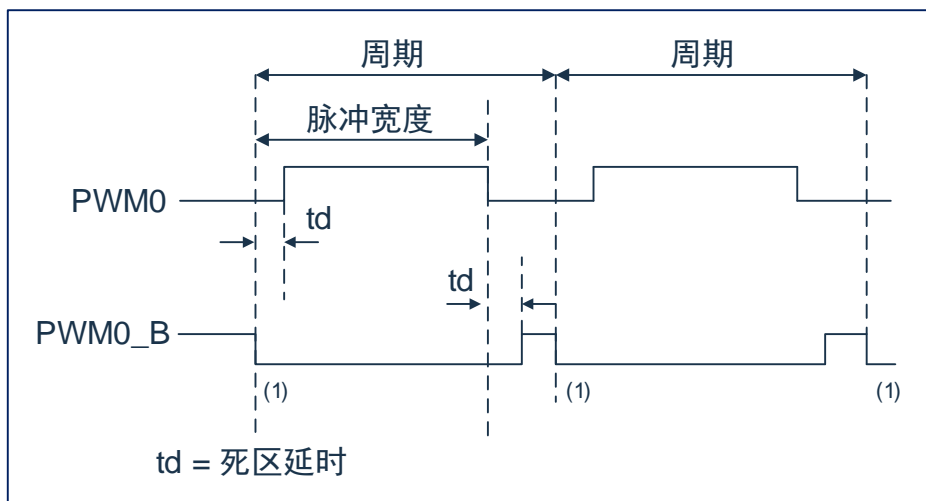 周期 周期
脉冲宽度
PWM0
td
td
PWM0_B
(1) (1) (1)
td = 死区延时